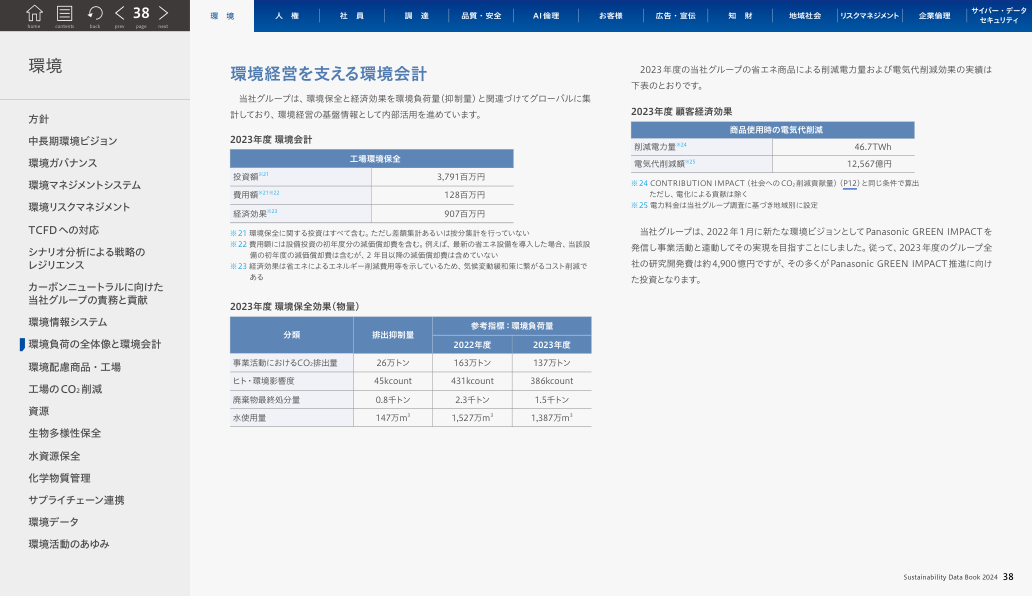 home
contents
back
prev
38
page
next
環 境
人 権
社 員
調 達
品質・安全
AI倫理
お客様
広告・宣伝
知 財
地域社会
リスクマネジメント
企業倫理
サイバー・データ
セキュリティ
環境
方針
中長期環境ビジョン
環境ガバナンス
環境マネジメントシステム
環境リスクマネジメント
TCFDへの対応
シナリオ分析による戦略の
レジリエンス
カーボンニュートラルに向けた
当社グループの責務と貢献
環境情報システム
環境負荷の全体像と環境会計
環境配慮商品・工場
工場のCO₂削減
資源
生物多様性保全
水資源保全
化学物質管理
サプライチェーン連携
環境データ
環境活動のあゆみ
環境経営を支える環境会計
当社グループは、環境保全と経済効果を環境負荷量（抑制量）と関連づけてグローバルに集
計しており、環境経営の基盤情報として内部活用を進めています。
2023年度 環境会計
工場環境保全
投資額※21 3,791百万円
費用額※21※22 128百万円
経済効果※23 907百万円
※21 環境保全に関する投資はすべて含む。ただし差額集計あるいは按分集計を行っていない
※22 費用額には設備投資の初年度分の減価償却費を含む。例えば、最新の省エネ設備を導入した場合、当該設
備の初年度の減価償却費は含むが、2年目以降の減価償却費は含めていない
※23 経済効果は省エネによるエネルギー削減費用等を示しているため、気候変動緩和策に繋がるコスト削減で
ある
2023年度 環境保全効果（物量）
分類 排出抑制量 参考指標：環境負荷量
2022年度 2023年度
事業活動におけるCO₂排出量 26万トン 163万トン 137万トン
ヒト・環境影響度 45kcount 431kcount 386kcount
廃棄物最終処分量 0.8千トン 2.3千トン 1.5千トン
水使用量 147万m³ 1,527万m³ 1,387万m³
2023年度の当社グループの省エネ商品による削減電力量および電気代削減効果の実績は
下表のとおりです。
2023年度 顧客経済効果
商品使用時の電気代削減
削減電力量※24 46.7TWh
電気代削減額※25 12,567億円
※24 CONTRIBUTION IMPACT（社会へのCO₂削減貢献量）（P12）と同じ条件で算出
ただし、電化による貢献は除く
※25 電力料金は当社グループ調査に基づき地域別に設定
当社グループは、2022年1月に新たな環境ビジョンとしてPanasonic GREEN IMPACTを
発信し事業活動と連動してその実現を目指すことにしました。従って、2023年度のグループ全
社の研究開発費は約4,900億円ですが、その多くがPanasonic GREEN IMPACT推進に向け
た投資となります。
Sustainability Data Book 2024 38